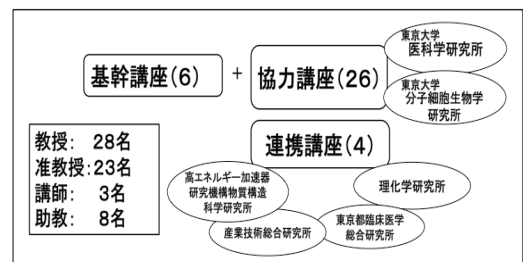 基幹講座(6)
+
協力講座(26)
東京大学
医科学研究所
東京大学
分子細胞生物学
研究所
連携講座(4)
教授: 28名
准教授:23名
講師: 3名
助教: 8名
高エネルギー加速器
研究機構物質構造
科学研究所
理化学研究所
産業技術総合研究所
東京都臨床医学
総合研究所